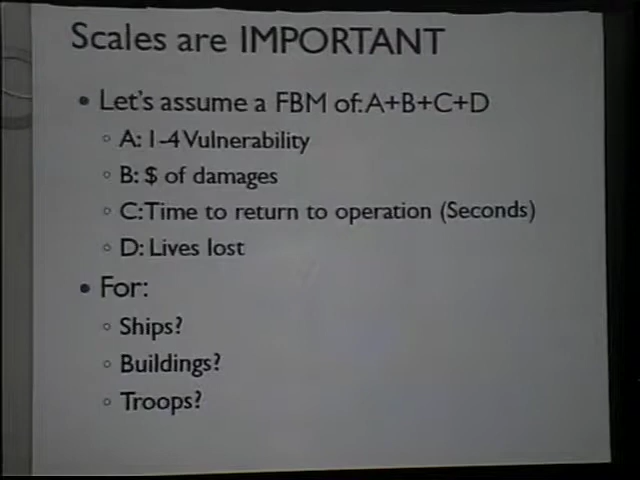 Scales are IMPORTANT
• Let's assume a FBM of: A+B+C+D
◦ A: 1-4 Vulnerability
◦ B: $ of damages
◦ C: Time to return to operation (Seconds)
◦ D: Lives lost
• For:
◦ Ships?
◦ Buildings?
◦ Troops?